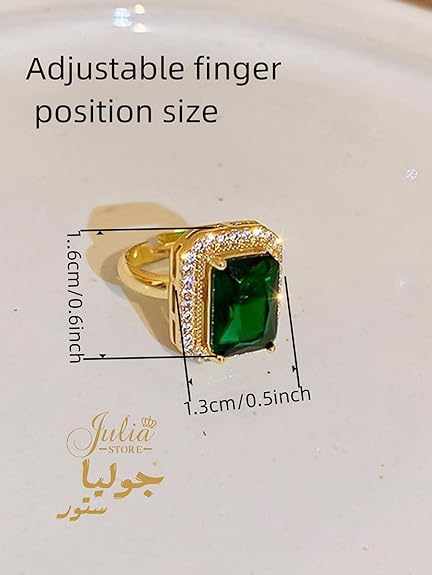 Adjustable finger
position size
1..6cm/0.6inch
1.3cm/0.5inch
Julia
STORE
جوليا
ستور